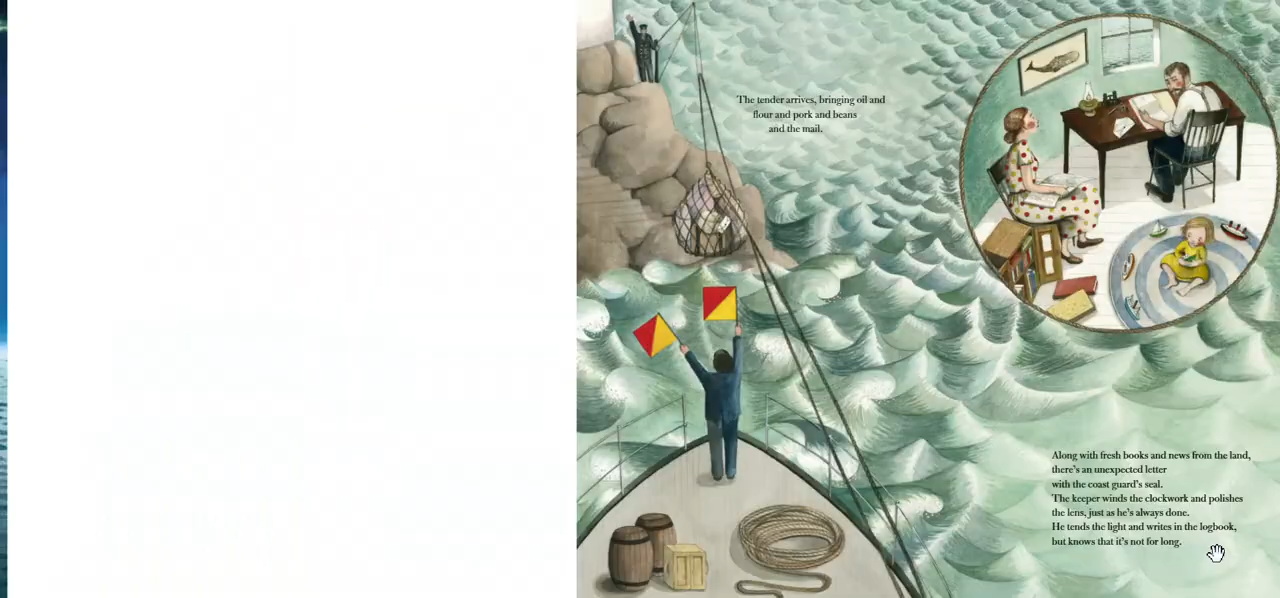 The tender arrives, bringing oil and
flour and pork and beans
and the mail.
Along with fresh books and news from the land,
there's an unexpected letter
with the coast guard's seal.
The keeper winds the clockwork and polishes
the lens, just as he's always done.
He tends the light and writes in the logbook,
but knows that it's not for long.